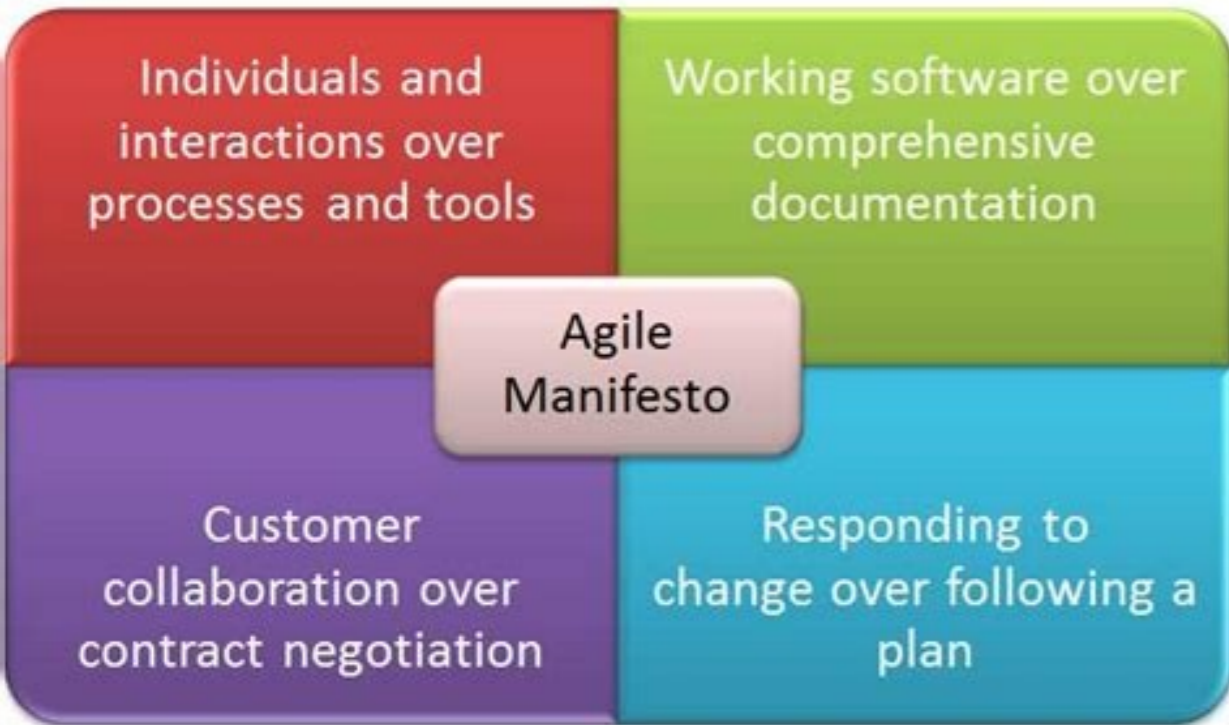 Individuals and
interactions over
processes and tools
Working software over
comprehensive
documentation
Agile
Manifesto
Customer
collaboration over
contract negotiation
Responding to
change over following a
plan